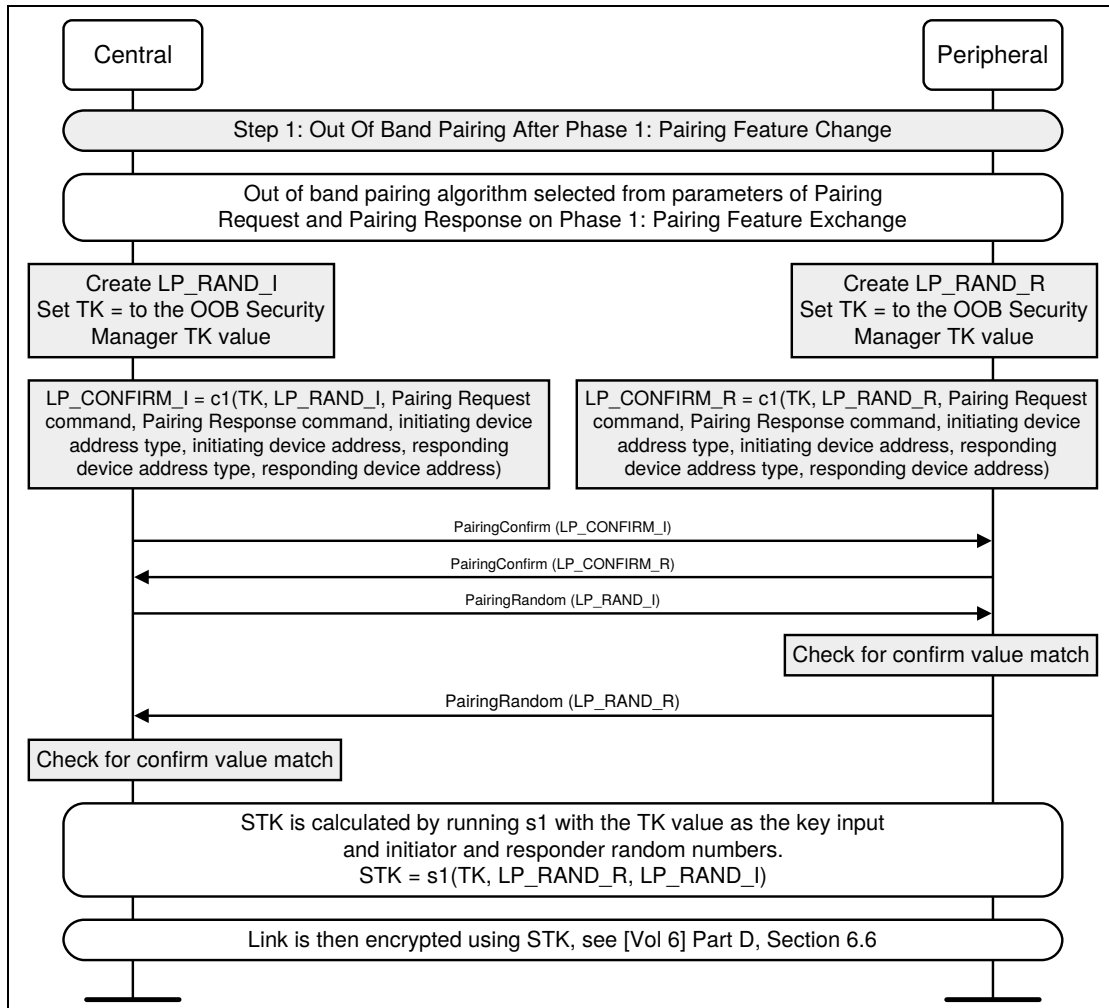 Central
Peripheral
Step 1: Out Of Band Pairing After Phase 1: Pairing Feature Change
Out of band pairing algorithm selected from parameters of Pairing
Request and Pairing Response on Phase 1: Pairing Feature Exchange
Create LP_RAND_I
Set TK = to the OOB Security
Manager TK value
Create LP_RAND_R
Set TK = to the OOB Security
Manager TK value
LP_CONFIRM_I = c1(TK, LP_RAND_I, Pairing Request
command, Pairing Response command, initiating device
address type, initiating device address, responding
device address type, responding device address)
LP_CONFIRM_R = c1(TK, LP_RAND_R, Pairing Request
command, Pairing Response command, initiating device
address type, initiating device address, responding
device address type, responding device address)
PairingConfirm (LP_CONFIRM_I)
PairingConfirm (LP_CONFIRM_R)
PairingRandom (LP_RAND_I)
Check for confirm value match
PairingRandom (LP_RAND_R)
Check for confirm value match
STK is calculated by running s1 with the TK value as the key input
and initiator and responder random numbers.
STK = s1(TK, LP_RAND_R, LP_RAND_I)
Link is then encrypted using STK, see [Vol 6] Part D, Section 6.6